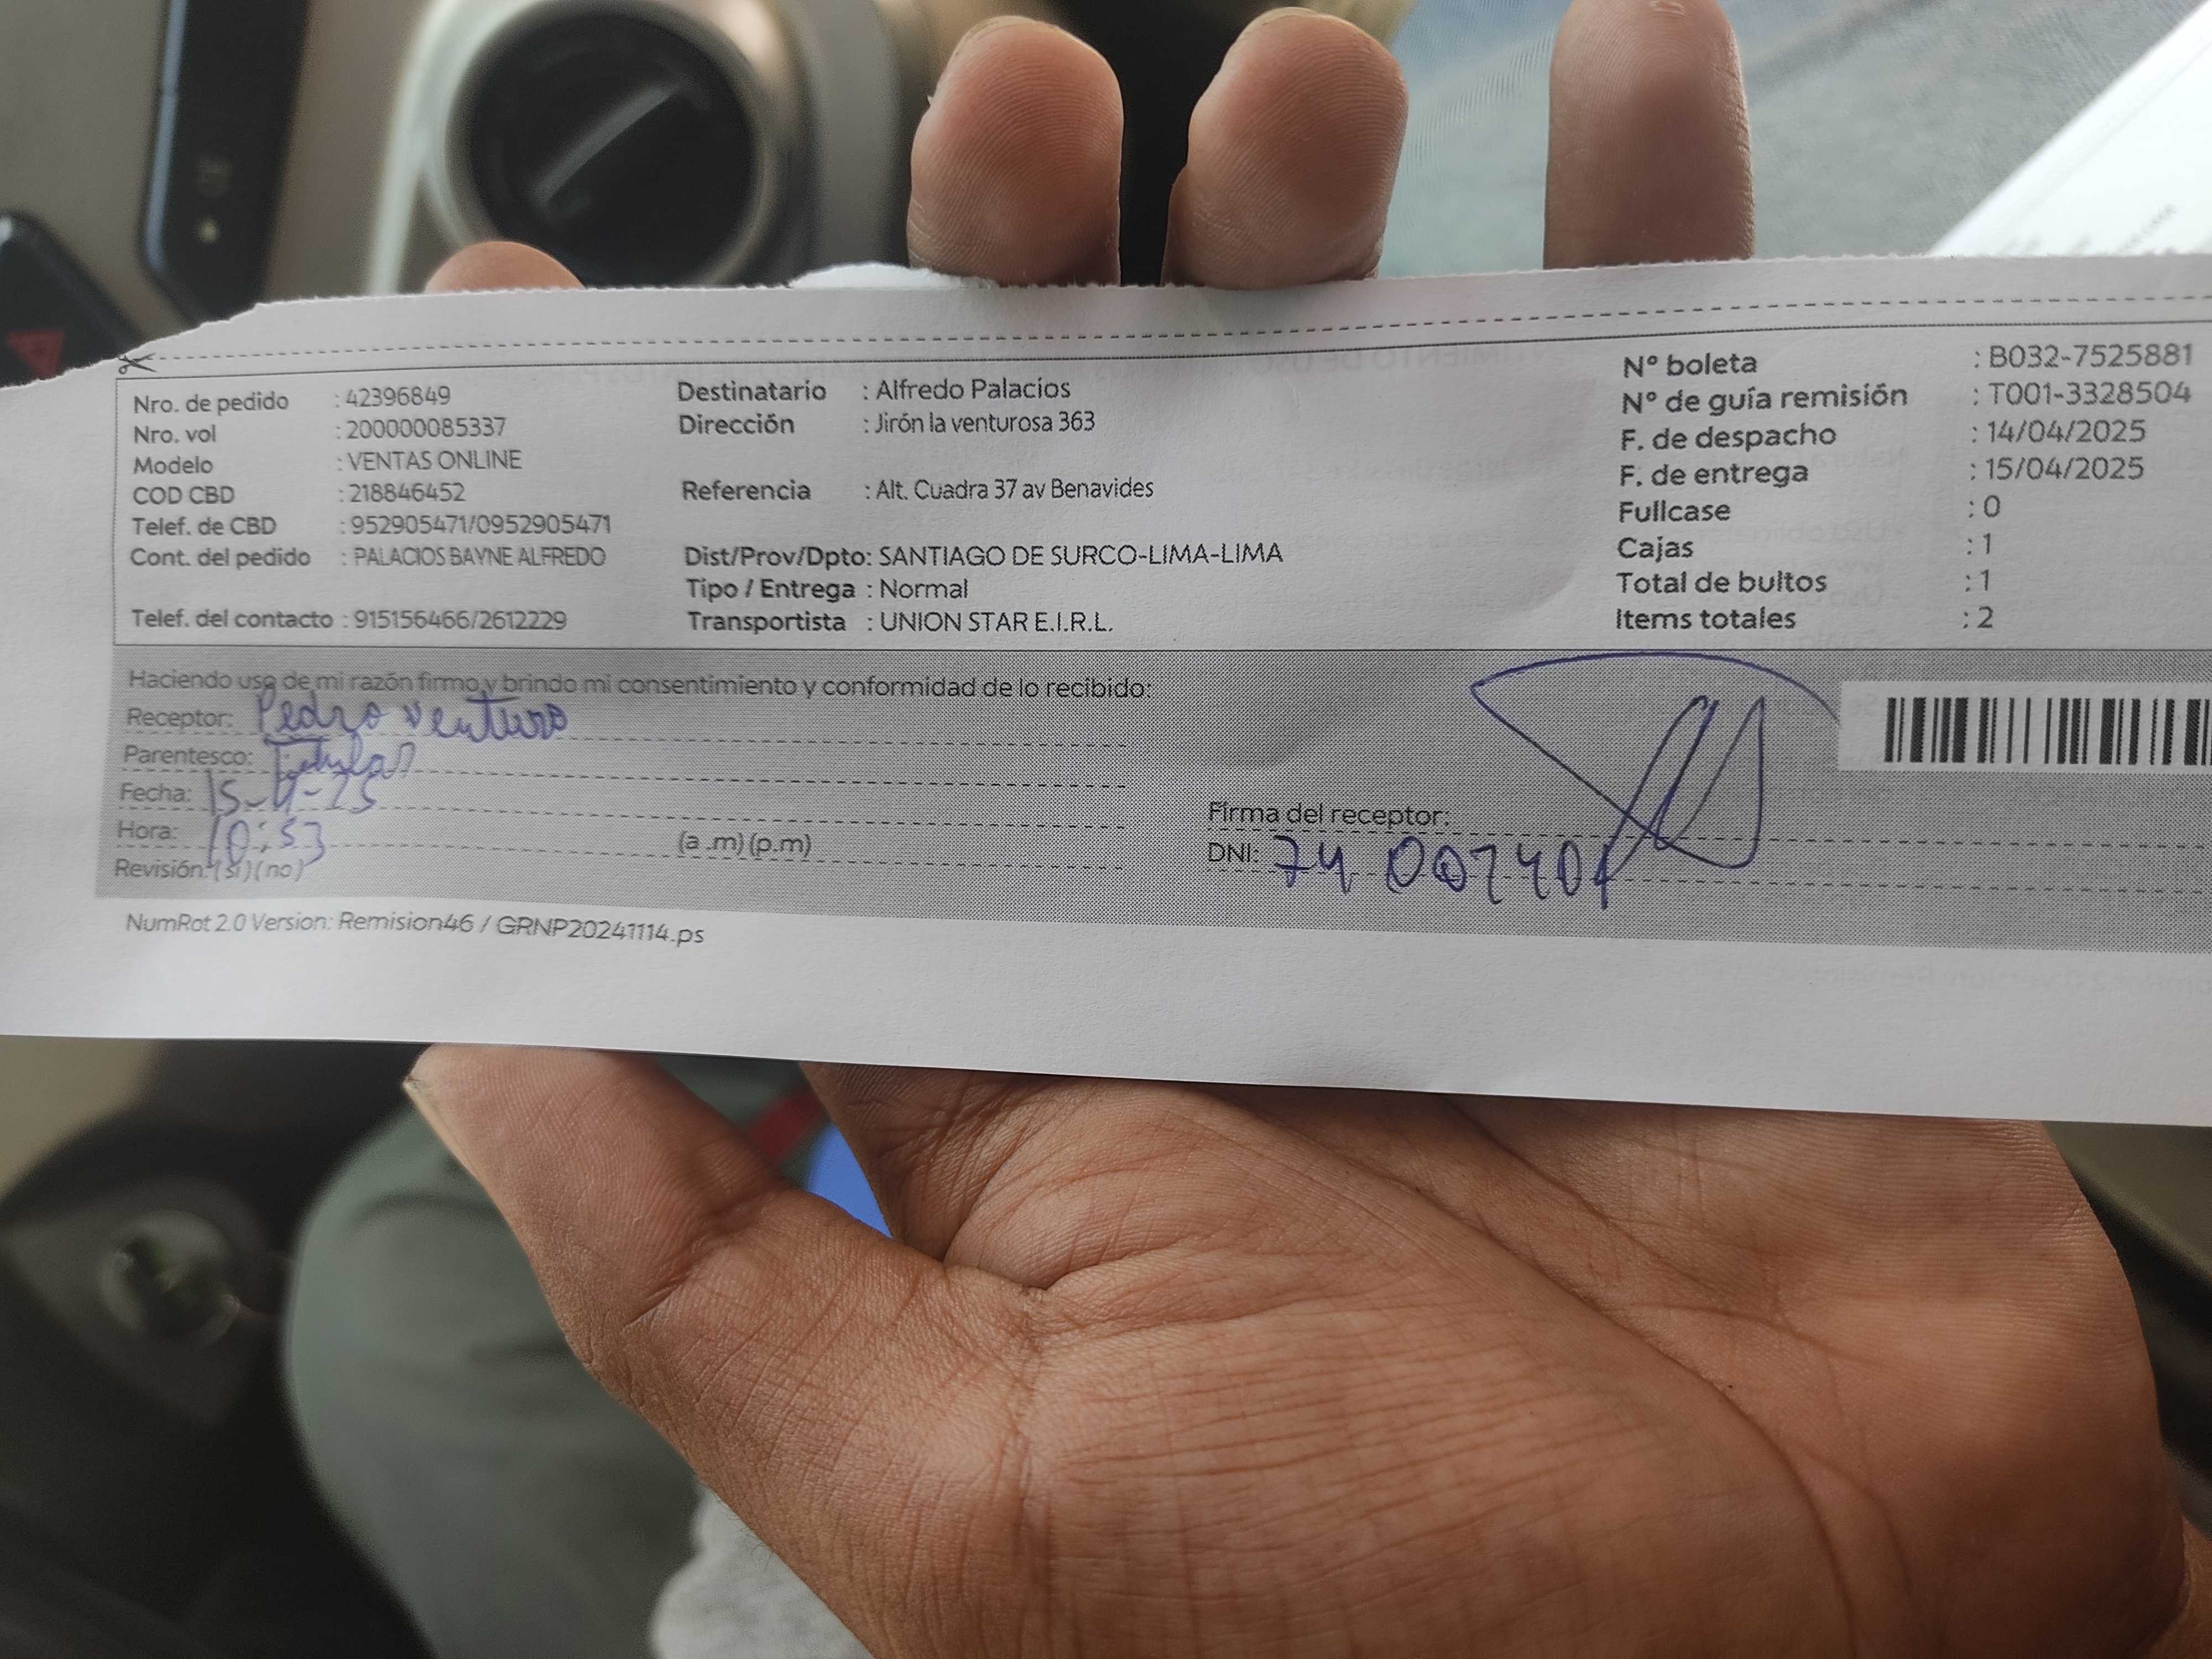 Nro. de pedido : 42396849
Nro. vol : 200000085337
Modelo : VENTAS ONLINE
COD CBD : 218846452
Telef. de CBD : 952905471/0952905471
Cont. del pedido : PALACIOS BAYNE ALFREDO
Telef. del contacto : 915156466/2612229
Destinatario : Alfredo Palacios
Dirección : Jirón la venturosa 363
Referencia : Alt. Cuadra 37 av Benavides
Dist/Prov/Dpto: SANTIAGO DE SURCO-LIMA-LIMA
Tipo / Entrega : Normal
Transportista : UNION STAR E.I.R.L.
Nº boleta : B032-7525881
Nº de guía remisión : T001-3328504
F. de despacho : 14/04/2025
F. de entrega : 15/04/2025
Fullcase : 0
Cajas : 1
Total de bultos : 1
Items totales : 2
Haciendo uso de mi razón firmo y brindo mi consentimiento y conformidad de lo recibido:
Receptor: Pedro Venturo
Parentesco: Titular
Fecha: 15-4-25
Hora: 10:53 (a .m) (p.m)
Revisión: (si) (no)
Firma del receptor:
DNI:
NumRot 2.0 Version: Remision46 / GRNP20241114.ps